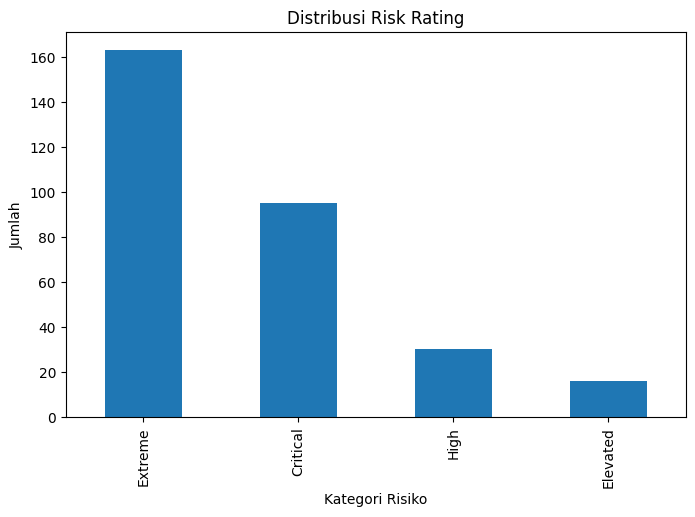 Distribusi Risk Rating
Jumlah
160
140
120
100
80
60
40
20
0
Extreme
Critical
High
Elevated
Kategori Risiko